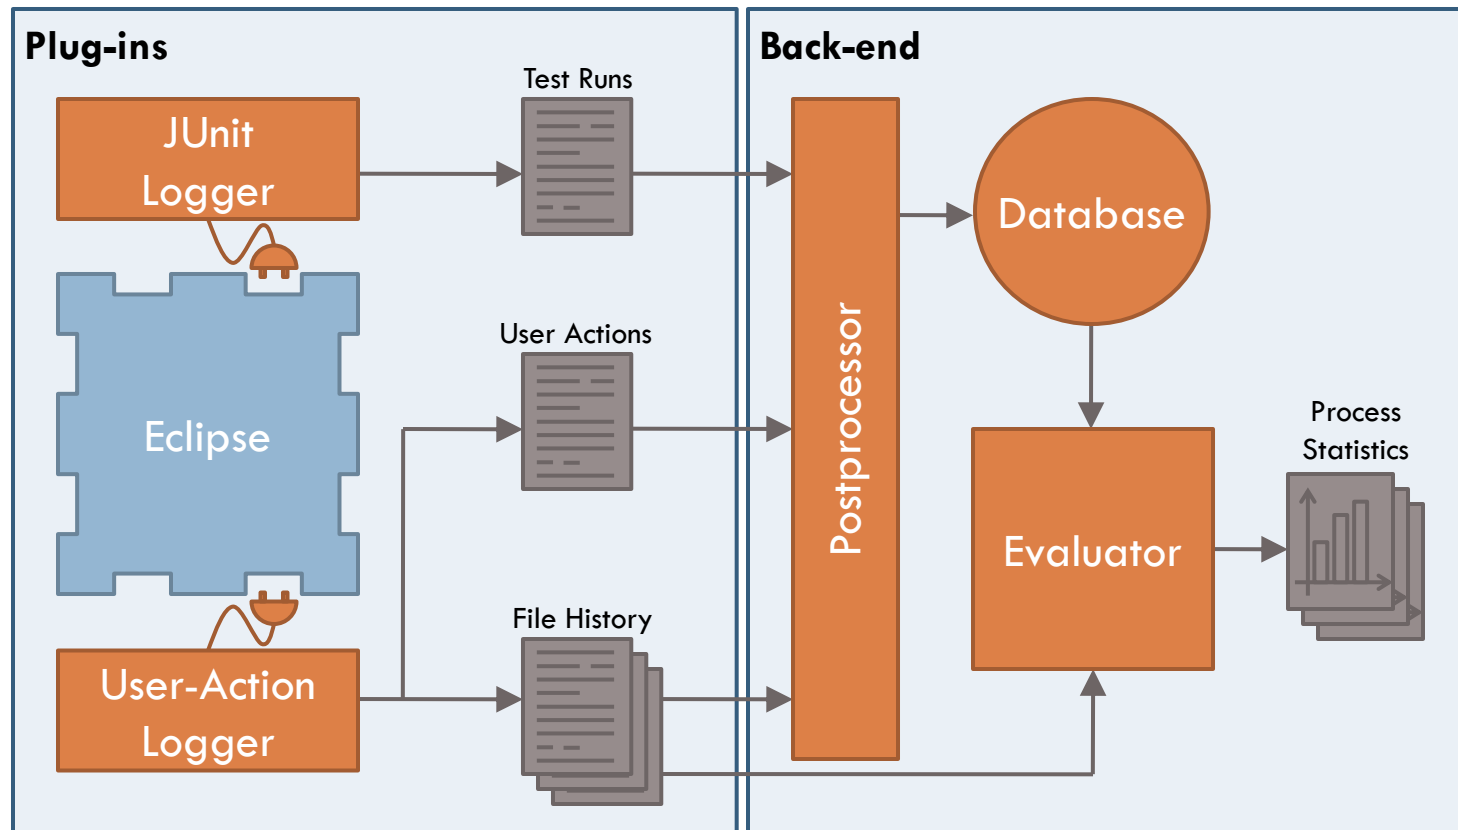 Plug-ins
Back-end
Test Runs
JUnit
Logger
Database
User Actions
Eclipse
Postprocessor
Process
Statistics
Evaluator
File History
User-Action
Logger